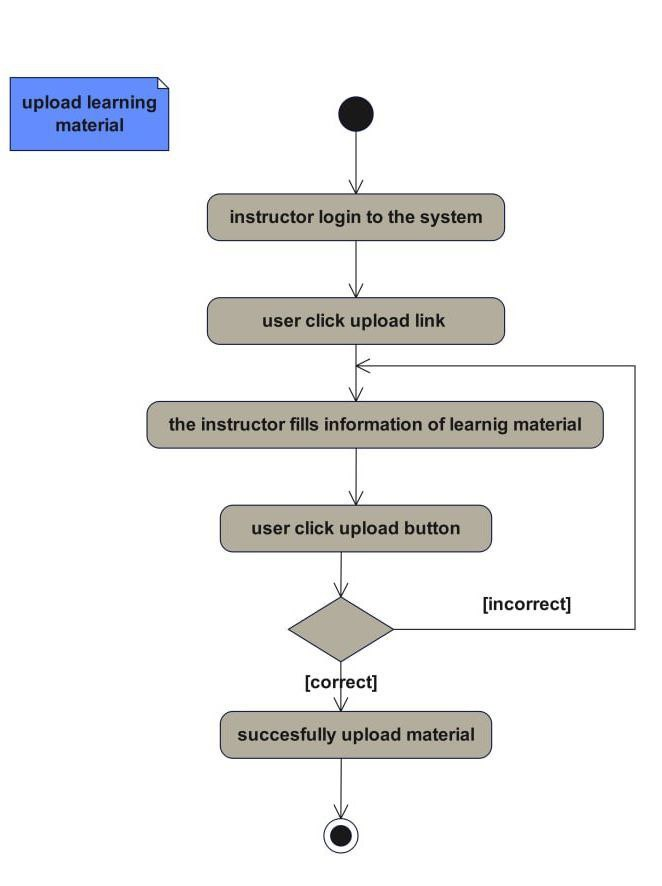 upload learning
material
instructor login to the system
user click upload link
the instructor fills information of learnig material
user click upload button
[incorrect]
[correct]
succesfully upload material